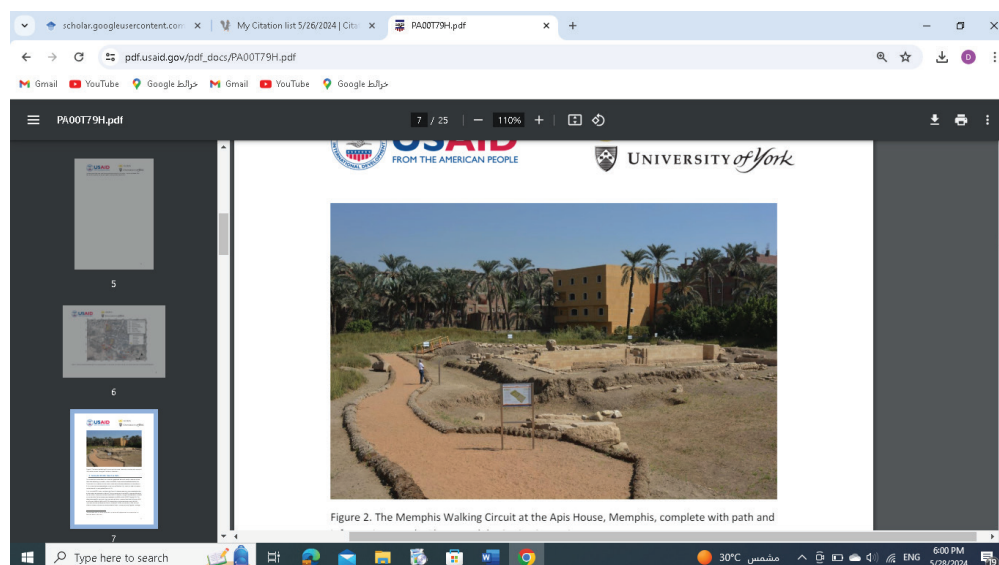 scholar.googleusercontent.com
My Citation list 5/26/2024 | Cita
PA00T79H.pdf
pdf.usaid.gov/pdf_docs/PA00T79H.pdf
Gmail YouTube خرائط Google Gmail YouTube خرائط Google
PA00T79H.pdf
7 / 25 110%
USAID
FROM THE AMERICAN PEOPLE
UNIVERSITY of York
5
6
7
Figure 2. The Memphis Walking Circuit at the Apis House, Memphis, complete with path and
Type here to search
30°C مشمس
ENG
6:00 PM
5/28/2024
19